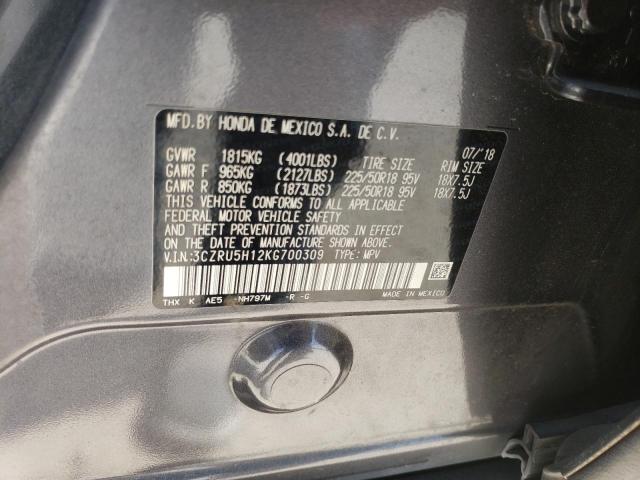 MFD.BY HONDA DE MEXICO S.A. DE C.V.
07/'18
GVWR 1815KG (4001LBS) TIRE SIZE RIM SIZE
GAWR F 965KG (2127LBS) 225/50R18 95V 18X7.5J
GAWR R 850KG (1873LBS) 225/50R18 95V 18X7.5J
THIS VEHICLE CONFORMS TO ALL APPLICABLE
FEDERAL MOTOR VEHICLE SAFETY
AND THEFT PREVENTION STANDARDS IN EFFECT
ON THE DATE OF MANUFACTURE SHOWN ABOVE.
V.I.N:3CZRU5H12KG700309 TYPE: MPV
THX K AE5 -NH797M -R -G MADE IN MEXICO